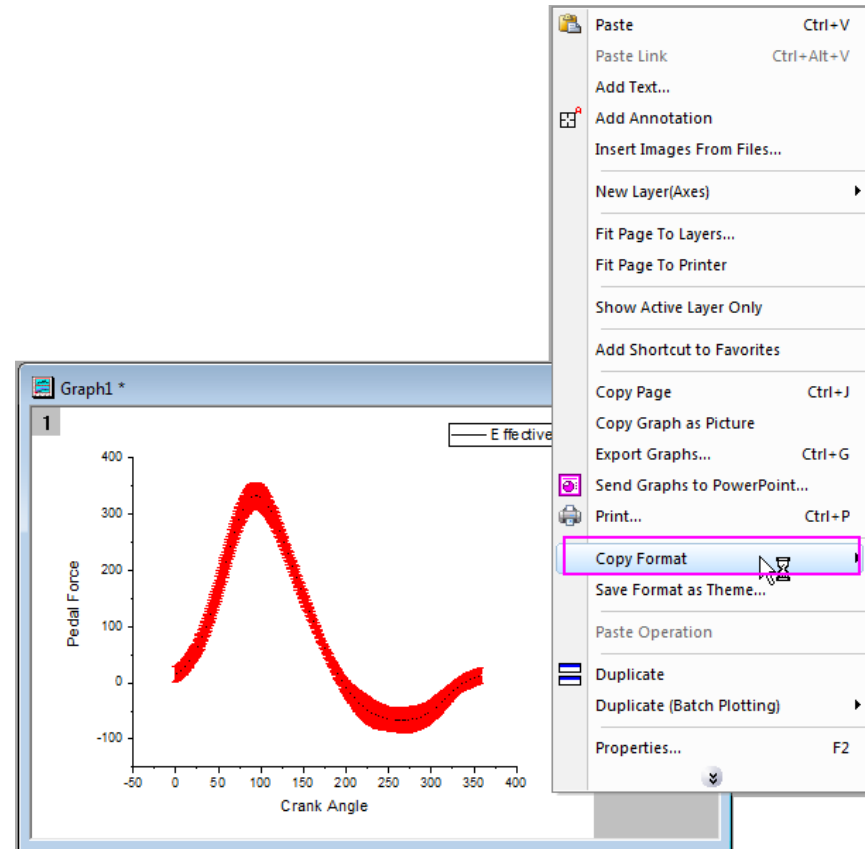 Paste Ctrl+V
Paste Link Ctrl+Alt+V
Add Text...
Add Annotation
Insert Images From Files...
New Layer(Axes)
Fit Page To Layers...
Fit Page To Printer
Show Active Layer Only
Add Shortcut to Favorites
Copy Page Ctrl+J
Copy Graph as Picture
Export Graphs... Ctrl+G
Send Graphs to PowerPoint...
Print... Ctrl+P
Copy Format
Save Format as Theme...
Paste Operation
Duplicate
Duplicate (Batch Plotting)
Properties... F2
Graph1 *
1
Effective
400
300
200
100
0
-100
Pedal Force
-50 0 50 100 150 200 250 300 350 400
Crank Angle